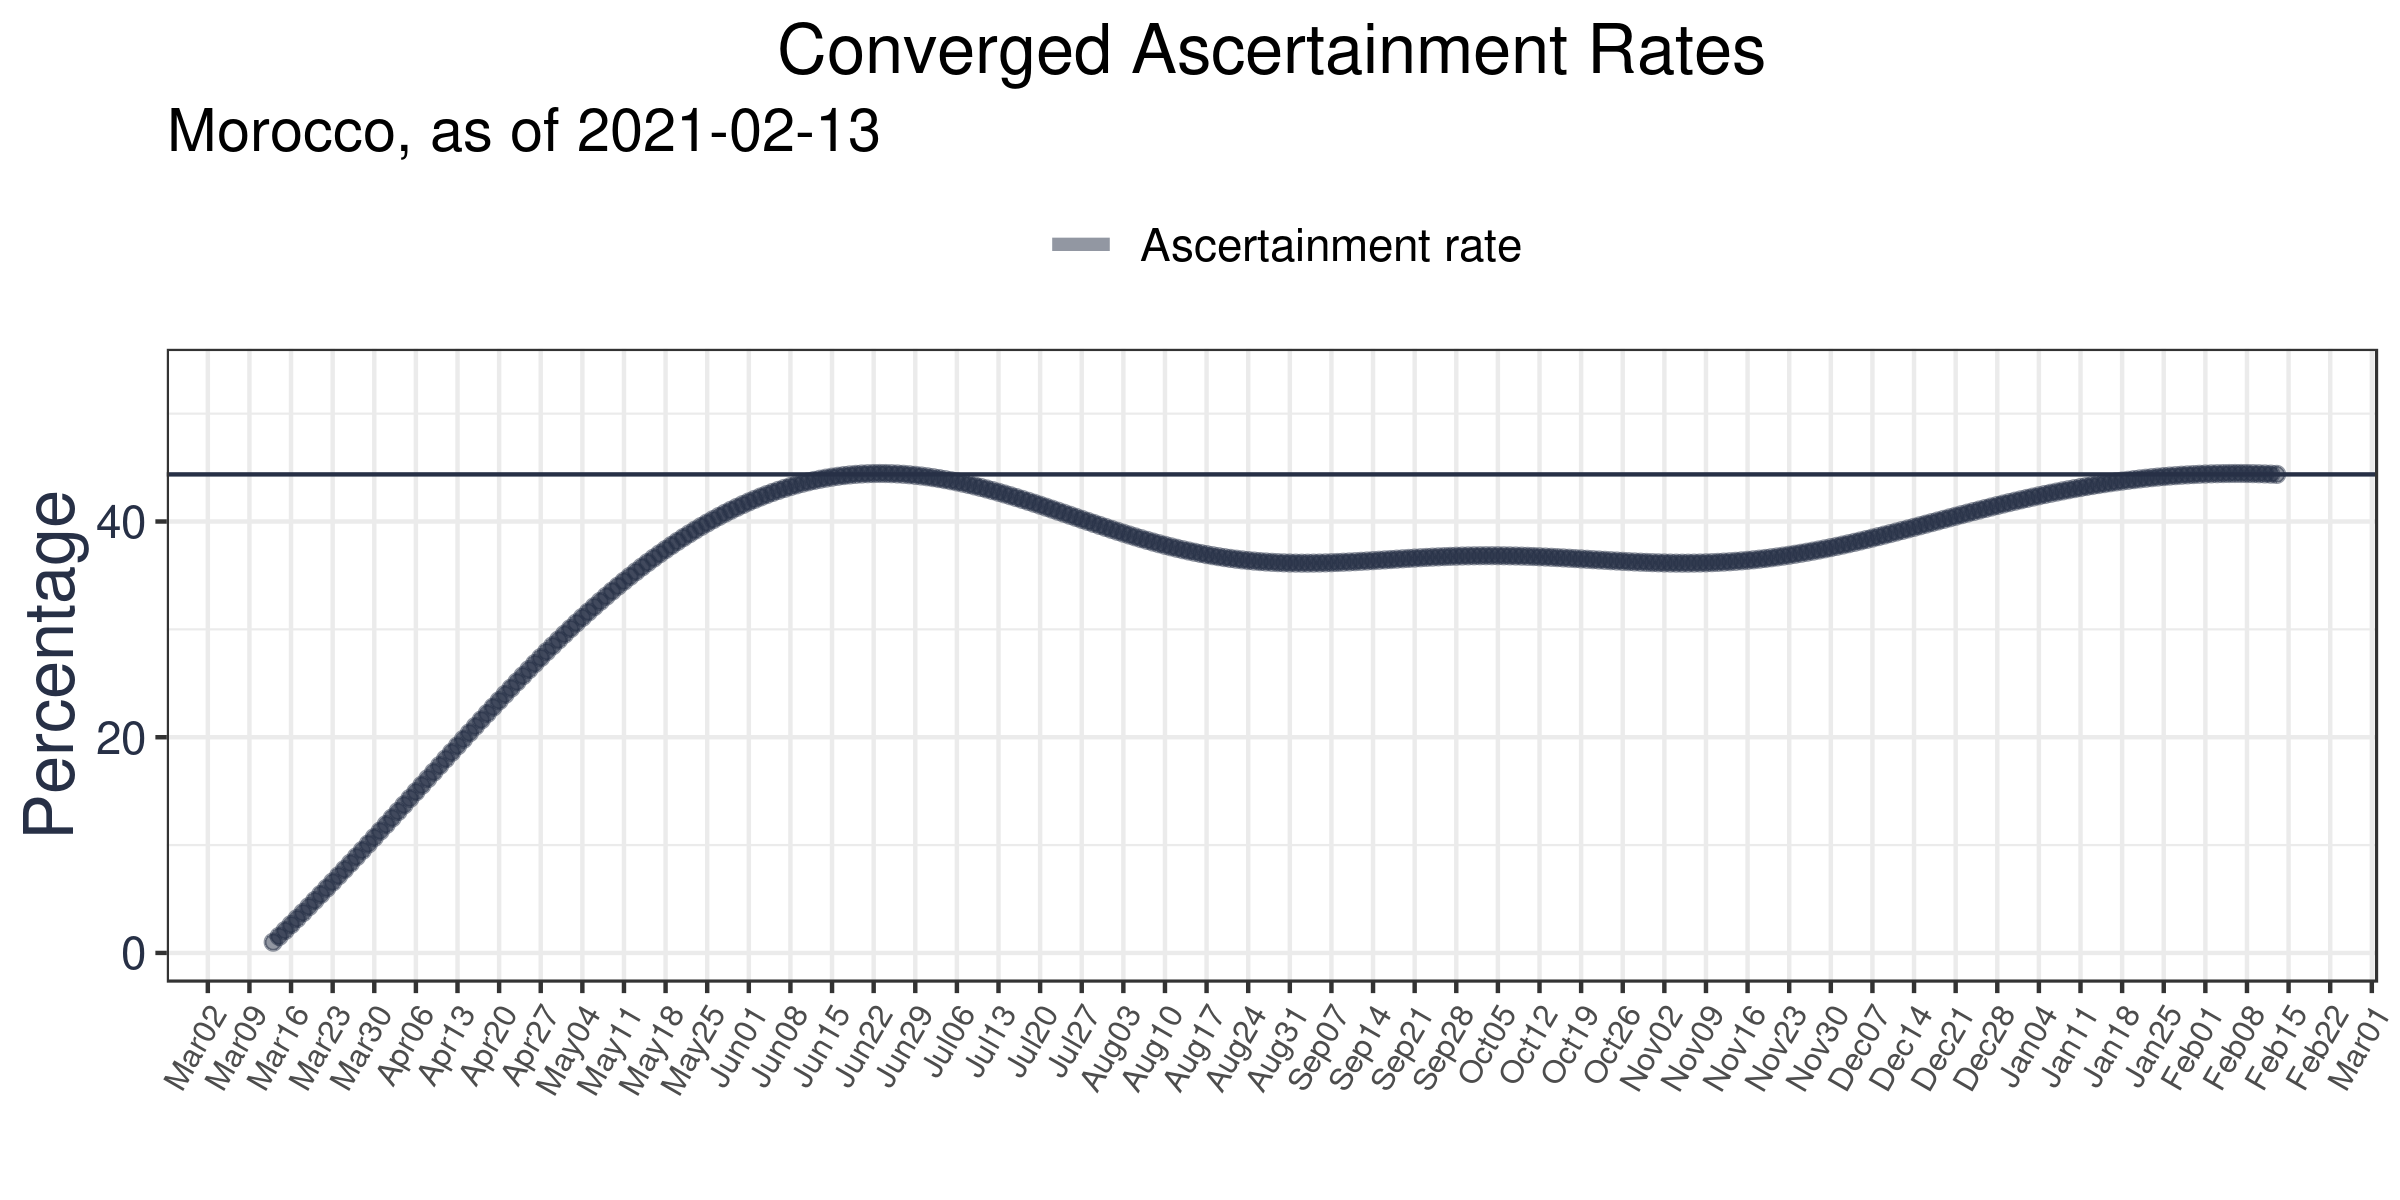 Converged Ascertainment Rates
Morocco, as of 2021-02-13
Ascertainment rate
Percentage
40
20
0
Mar02
Mar09
Mar16
Mar23
Mar30
Apr06
Apr13
Apr20
Apr27
May04
May11
May18
May25
Jun01
Jun08
Jun15
Jun22
Jun29
Jul06
Jul13
Jul20
Jul27
Aug03
Aug10
Aug17
Aug24
Aug31
Sep07
Sep14
Sep21
Sep28
Oct05
Oct12
Oct19
Oct26
Nov02
Nov09
Nov16
Nov23
Nov30
Dec07
Dec14
Dec21
Dec28
Jan04
Jan11
Jan18
Jan25
Feb01
Feb08
Feb15
Feb22
Mar01